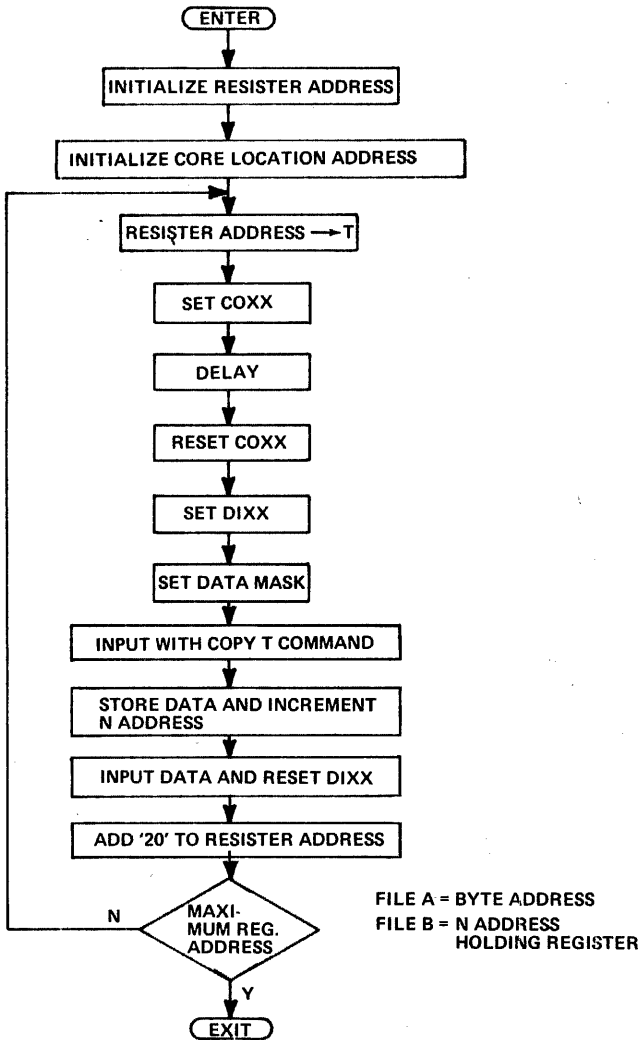 ENTER
INITIALIZE RESISTER ADDRESS
INITIALIZE CORE LOCATION ADDRESS
RESISTER ADDRESS → T
SET COXX
DELAY
RESET COXX
SET DIXX
SET DATA MASK
INPUT WITH COPY T COMMAND
STORE DATA AND INCREMENT
N ADDRESS
INPUT DATA AND RESET DIXX
ADD '20' TO RESISTER ADDRESS
MAXI-
MUM REG.
ADDRESS
N
Y
EXIT
FILE A = BYTE ADDRESS
FILE B = N ADDRESS
HOLDING REGISTER